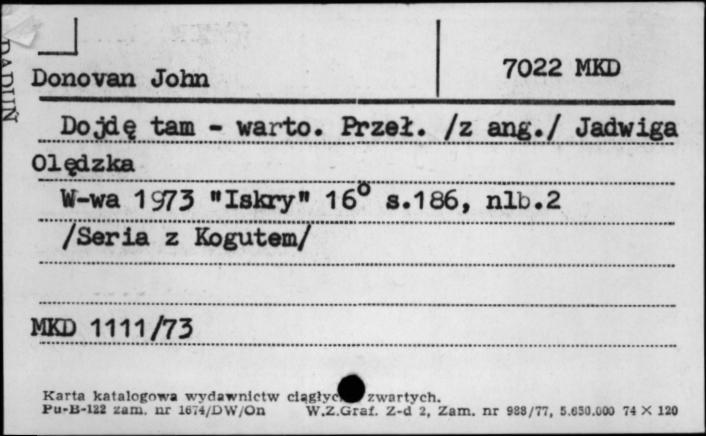 Donovan John
7022 MKD
Dojdę tam - warto. Przeł. /z ang./ Jadwiga
Olędzka
W-wa 1973 "Iskry" 16° s.186, nlb.2
/Seria z Kogutem/
MKD 1111/73
Karta katalogowa wydawnictw zwartych.
Pu-B-122 zam. nr 1674/DW/On W.Z.Graf. Z-d 2, Zam. nr 988/77, 5.650.000 74 X 120